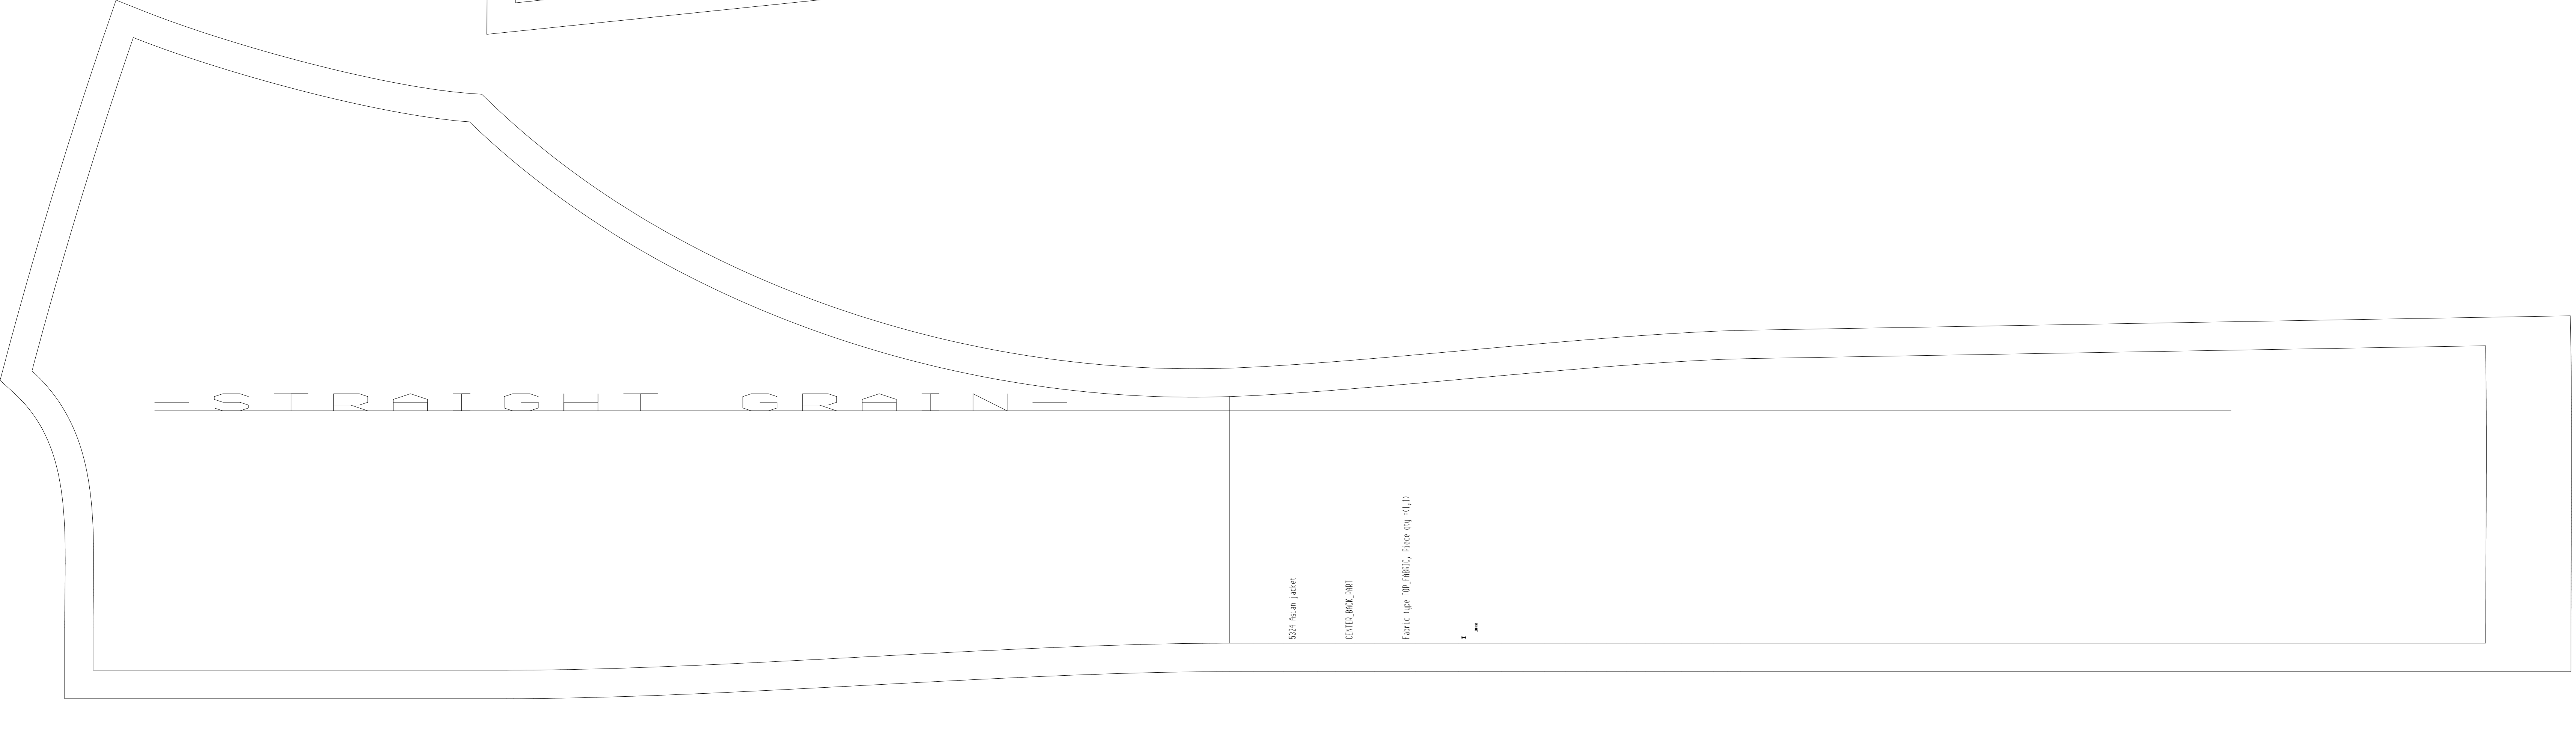 -STRAIGHT GRAIN-
5324 Asian jacket
CENTER_BACK_PART
Fabric type TOP_FABRIC, Piece qty =(1,1)